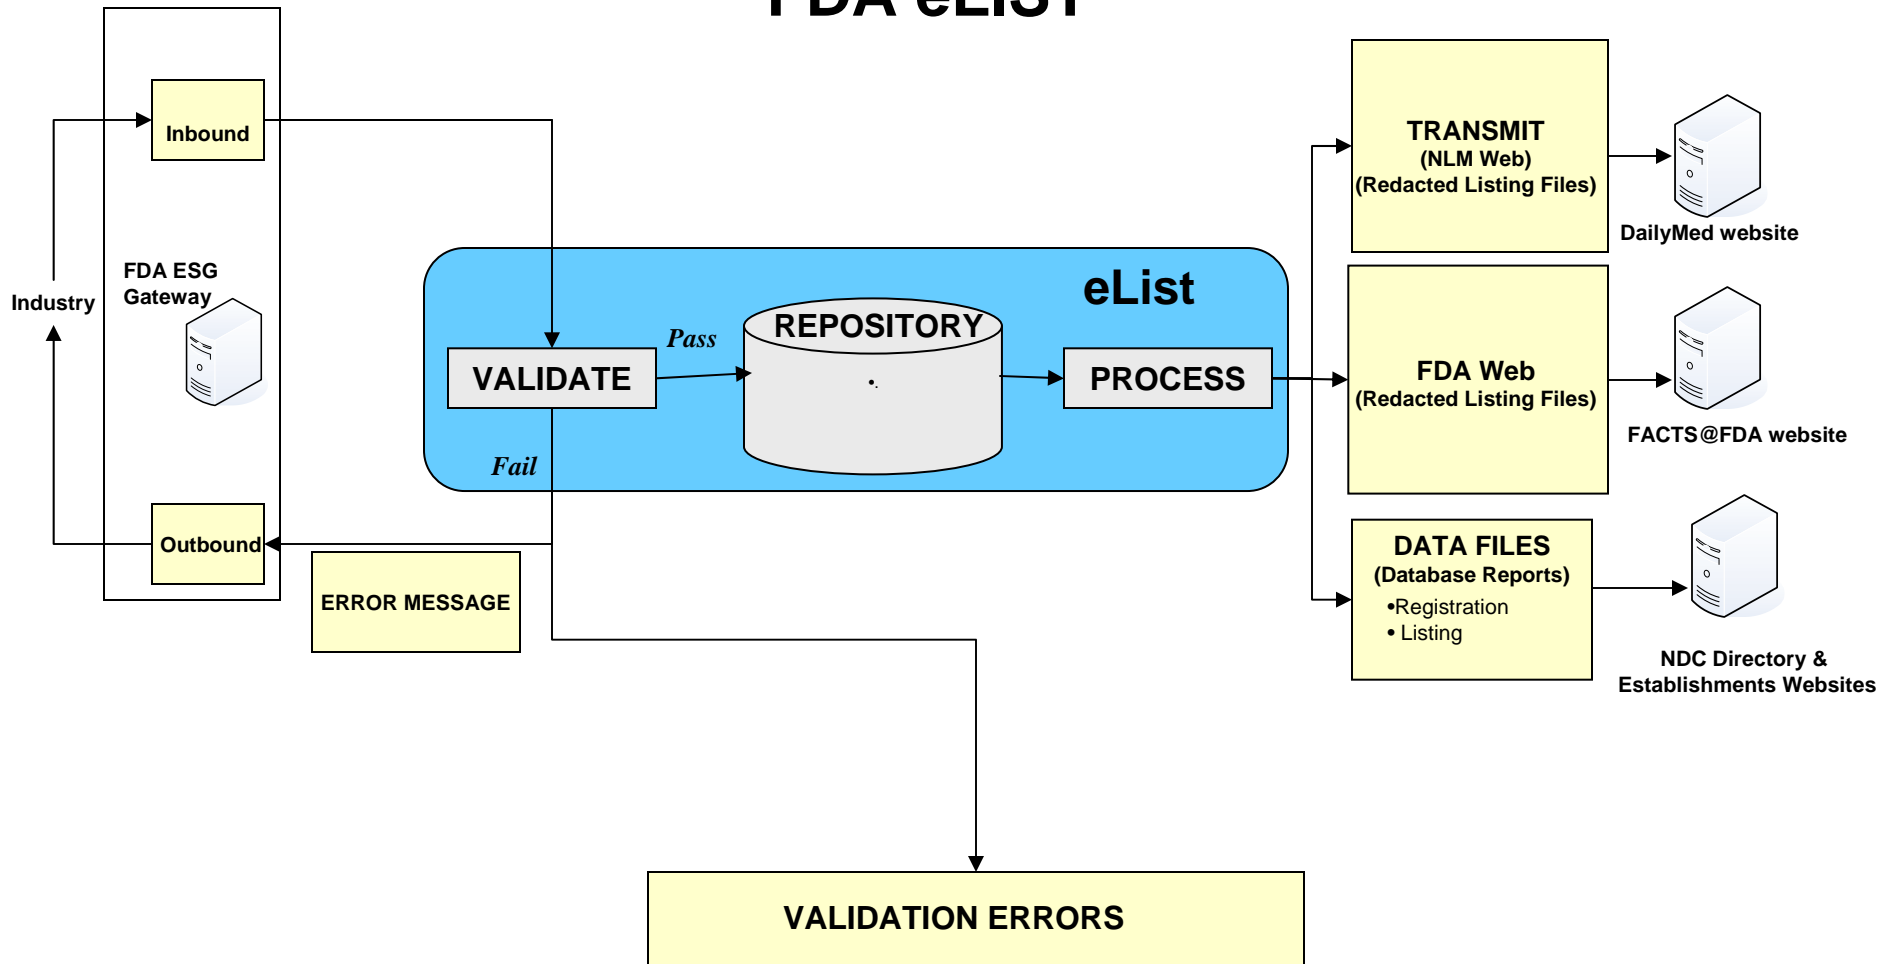 FDA eLIST
Inbound
FDA ESG
Gateway
Industry
Outbound
ERROR MESSAGE
eList
VALIDATE
Pass
Fail
REPOSITORY
•.
PROCESS
TRANSMIT
(NLM Web)
(Redacted Listing Files)
DailyMed website
FDA Web
(Redacted Listing Files)
FACTS@FDA website
DATA FILES
(Database Reports)
•Registration
• Listing
NDC Directory &
Establishments Websites
VALIDATION ERRORS